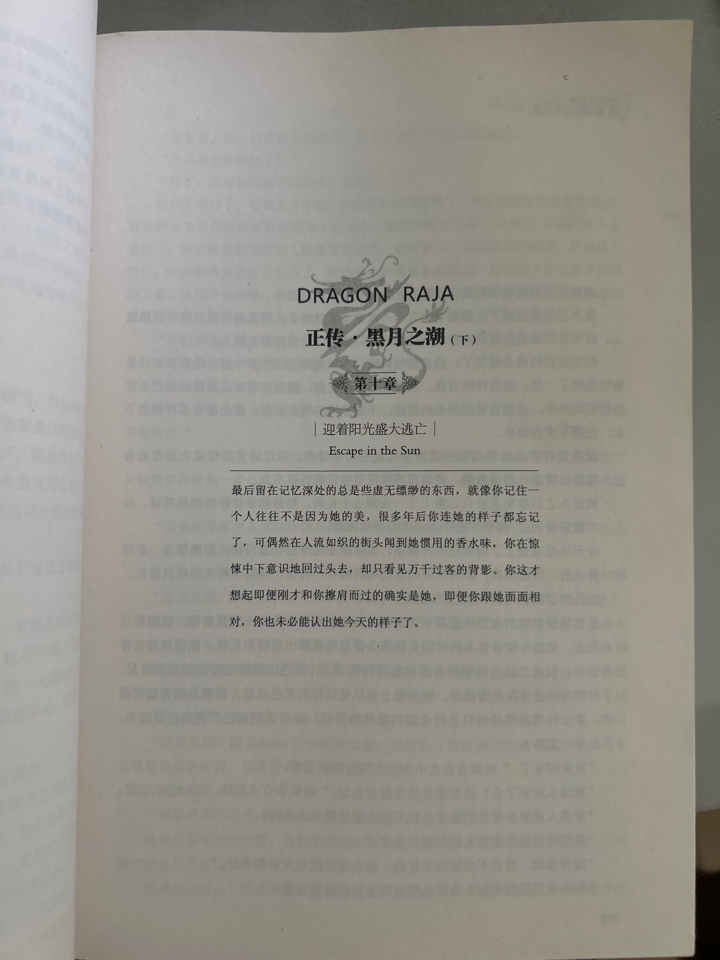 DRAGON RAJA
正传·黑月之潮（下）
第十章
|迎着阳光盛大逃亡|
Escape in the Sun
最后留在记忆深处的总是些虚无缥缈的东西，就像你记住一
个人往往不是因为她的美，很多年后你连她的样子都忘记
了，可偶然在人流如织的街头闻到她惯用的香水味，你在惊
悚中下意识地回过头去，却只看见万千过客的背影。你这才
想起即便刚才和你擦肩而过的确实是她，即便你跟她面面相
对，你也未必能认出她今天的样子了。